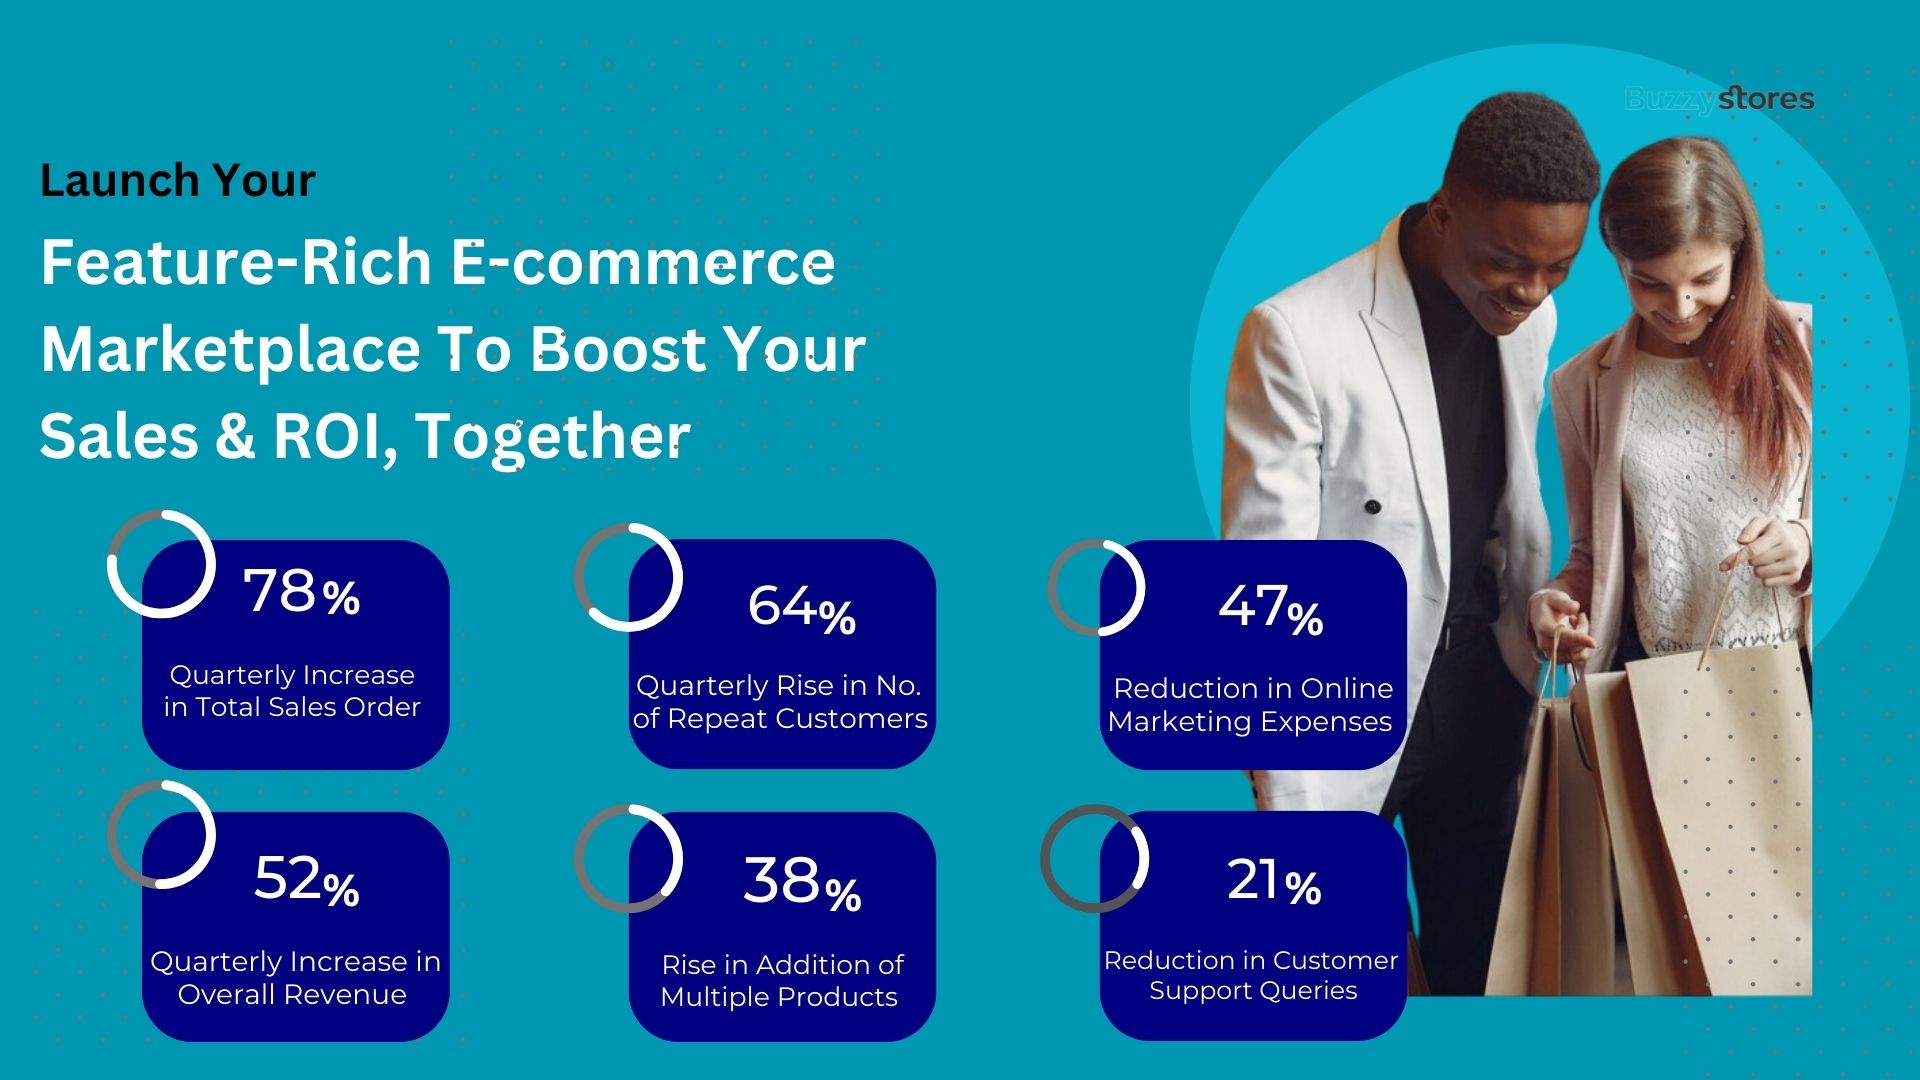 Buzzystores
Launch Your
Feature-Rich E-commerce
Marketplace To Boost Your
Sales & ROI, Together
78%
Quarterly Increase
in Total Sales Order
64%
Quarterly Rise in No.
of Repeat Customers
47%
Reduction in Online
Marketing Expenses
52%
Quarterly Increase in
Overall Revenue
38%
Rise in Addition of
Multiple Products
21%
Reduction in Customer
Support Queries